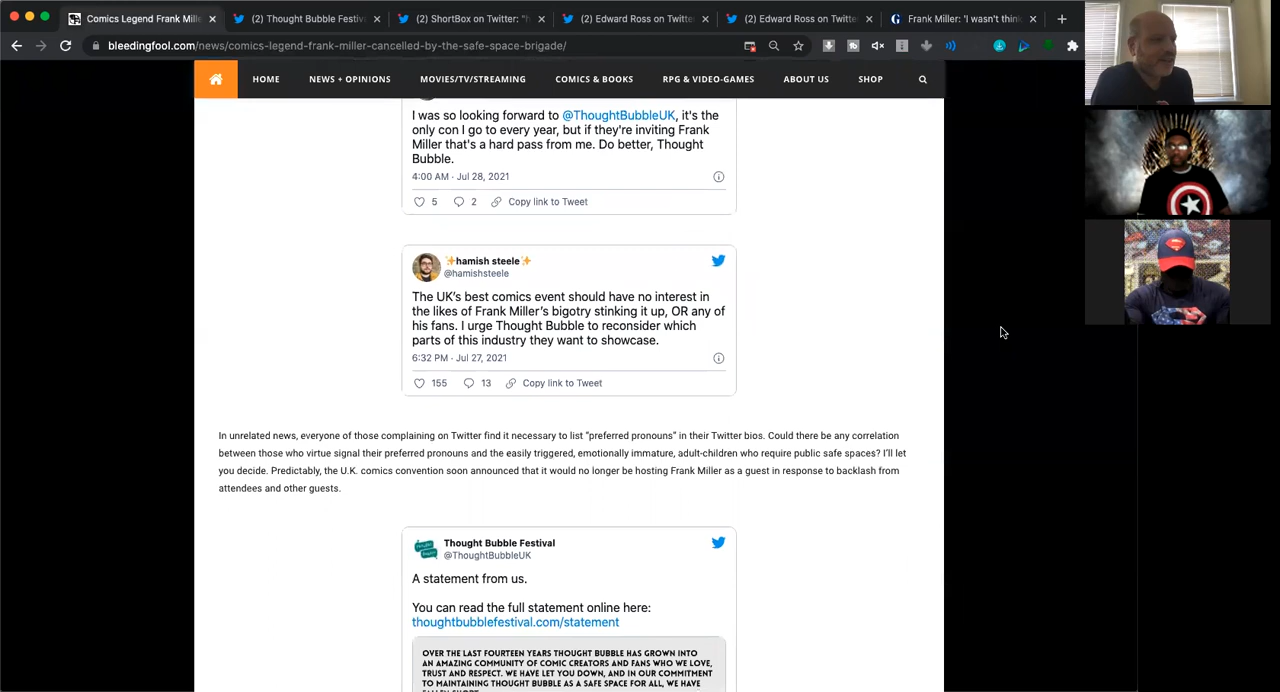 Comics Legend Frank Mille
(2) Thought Bubble Festiv
(2) ShortBox on Twitter: "
(2) Edward Ross on Twitte
(2) Edward Ross on Twitte
Frank Miller: 'I wasn't think
bleedingfool.com/news/comics-legend-frank-miller-cancelled-by-the-safe-space-brigade/
HOME
NEWS + OPINIONS
MOVIES/TV/STREAMING
COMICS & BOOKS
RPG & VIDEO-GAMES
ABOUT US
SHOP
I was so looking forward to @ThoughtBubbleUK, it's the
only con I go to every year, but if they're inviting Frank
Miller that's a hard pass from me. Do better, Thought
Bubble.
4:00 AM · Jul 28, 2021
5
2
Copy link to Tweet
✨hamish steele✨
@hamishsteele
The UK's best comics event should have no interest in
the likes of Frank Miller's bigotry stinking it up, OR any of
his fans. I urge Thought Bubble to reconsider which
parts of this industry they want to showcase.
6:32 PM · Jul 27, 2021
155
13
Copy link to Tweet
In unrelated news, everyone of those complaining on Twitter find it necessary to list "preferred pronouns" in their Twitter bios. Could there be any correlation
between those who virtue signal their preferred pronouns and the easily triggered, emotionally immature, adult-children who require public safe spaces? I'll let
you decide. Predictably, the U.K. comics convention soon announced that it would no longer be hosting Frank Miller as a guest in response to backlash from
attendees and other guests.
Thought Bubble Festival
@ThoughtBubbleUK
A statement from us.
You can read the full statement online here:
thoughtbubblefestival.com/statement
OVER THE LAST FOURTEEN YEARS THOUGHT BUBBLE HAS GROWN INTO
AN AMAZING COMMUNITY OF COMIC CREATORS AND FANS WHO WE LOVE,
TRUST AND RESPECT. WE HAVE LET YOU DOWN, AND IN OUR COMMITMENT
TO MAINTAINING THOUGHT BUBBLE AS A SAFE SPACE FOR ALL, WE HAVE
FALLEN SHORT